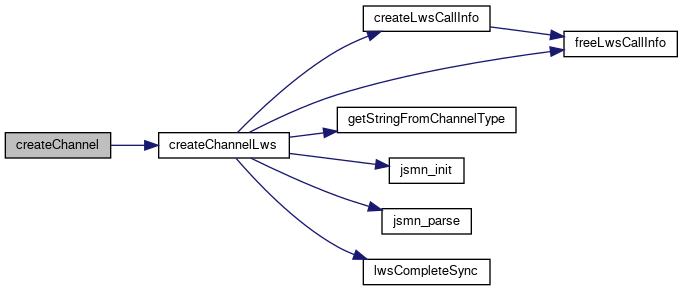 createLwsCallInfo
freeLwsCallInfo
getStringFromChannelType
createChannel
createChannelLws
jsmn_init
jsmn_parse
lwsCompleteSync